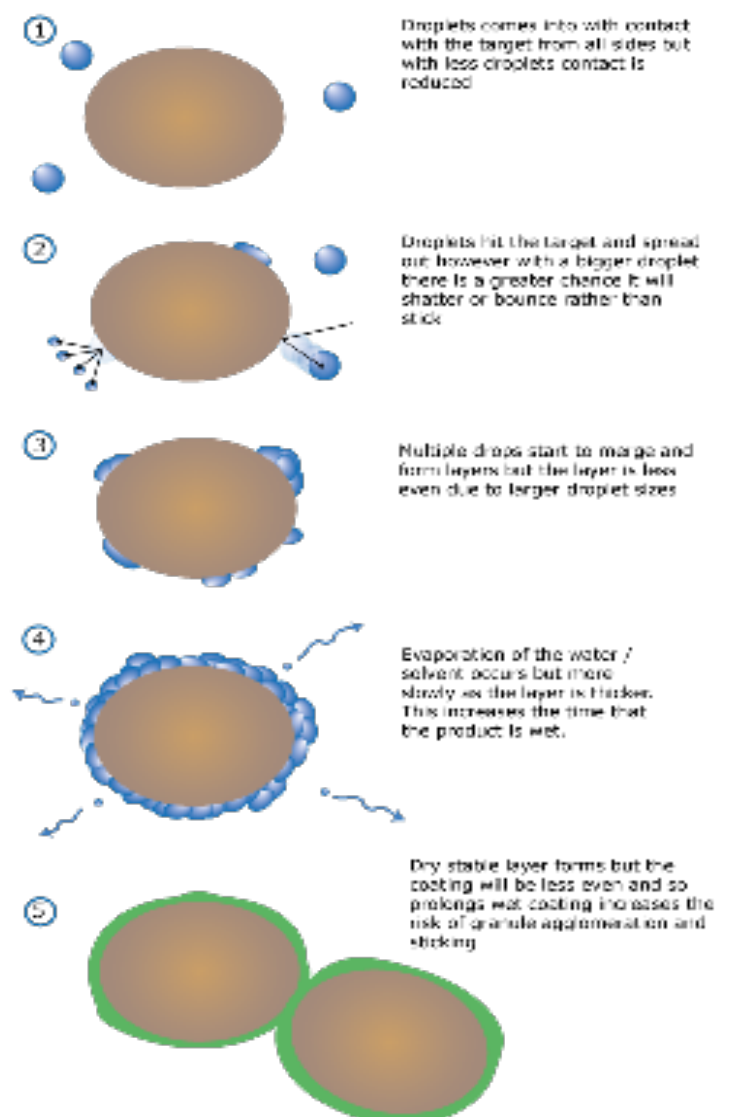 1
Droplets comes into with contact
with the target from all sides but
with less droplets contact is
reduced
2
Droplets hit the target and spread
out however with a bigger droplet
there is a greater chance it will
shatter or bounce rather than
stick
3
Multiple drops start to merge and
form layers but the layer is less
even due to larger droplet sizes
4
Evaporation of the water /
solvent occurs but more
slowly as the layer is thicker.
This increases the time that
the product is wet.
5
Dry stable layer forms but the
coating will be less even and so
prolongs wet coating increases the
risk of granule agglomeration and
sticking